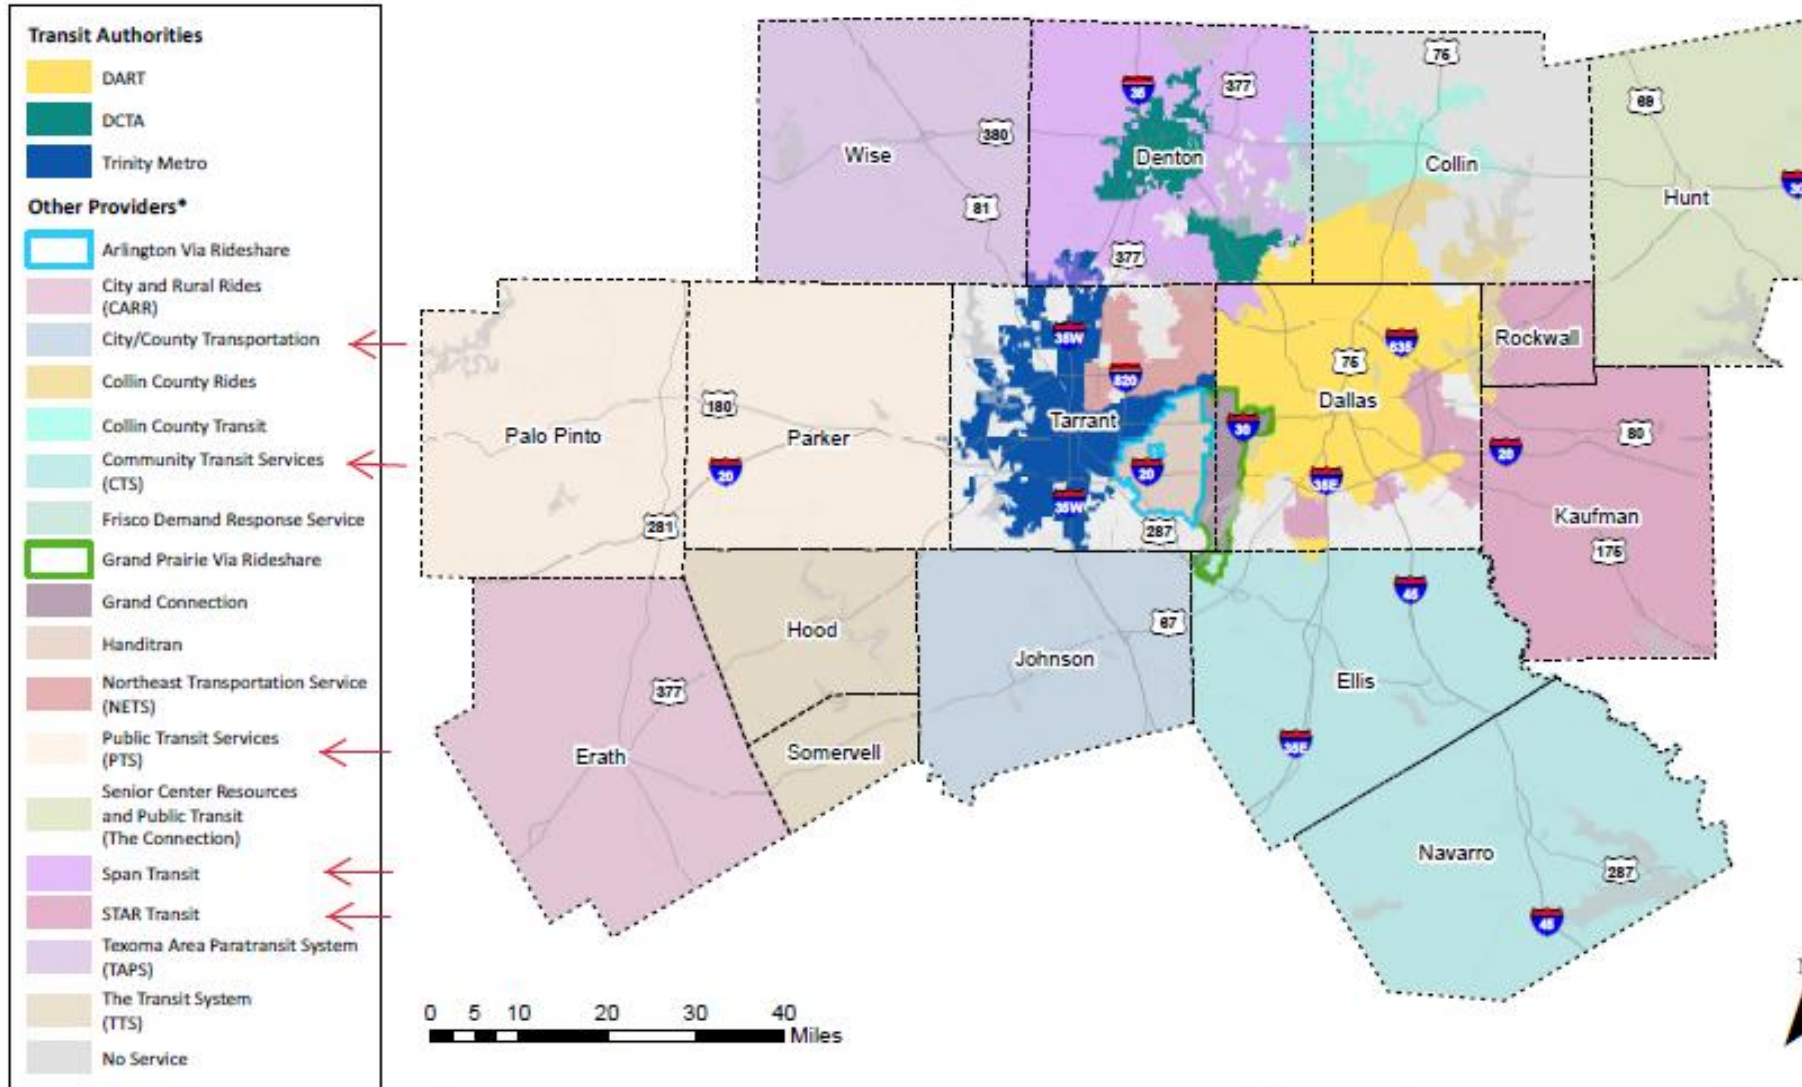 Transit Authorities
DART
DCTA
Trinity Metro
Other Providers*
Arlington Via Rideshare
City and Rural Rides
(CARR)
City/County Transportation
Collin County Rides
Collin County Transit
Community Transit Services
(CTS)
Frisco Demand Response Service
Grand Prairie Via Rideshare
Grand Connection
Handitran
Northeast Transportation Service
(NETS)
Public Transit Services
(PTS)
Senior Center Resources
and Public Transit
(The Connection)
Span Transit
STAR Transit
Texoma Area Paratransit System
(TAPS)
The Transit System
(TTS)
No Service
75
35
377
69
380
Wise
Denton
Collin
30
Hunt
81
377
35W
635
Rockwall
75
820
180
Dallas
Tarrant
30
80
Palo Pinto
Parker
20
20
20
35E
35W
281
287
Kaufman
175
45
Hood
67
Johnson
Ellis
377
35E
Erath
Somervell
Navarro
287
45
0 5 10 20 30 40
Miles